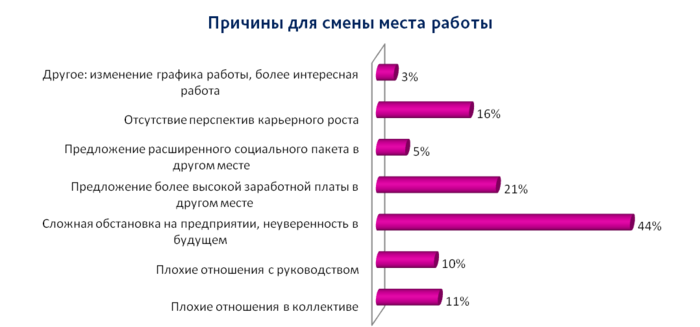 Причины для смены места работы
Другое: изменение графика работы, более интересная
работа
3%
Отсутствие перспектив карьерного роста
16%
Предложение расширенного социального пакета в
другом месте
5%
Предложение более высокой заработной платы в
другом месте
21%
Сложная обстановка на предприятии, неуверенность в
будущем
44%
Плохие отношения с руководством
10%
Плохие отношения в коллективе
11%